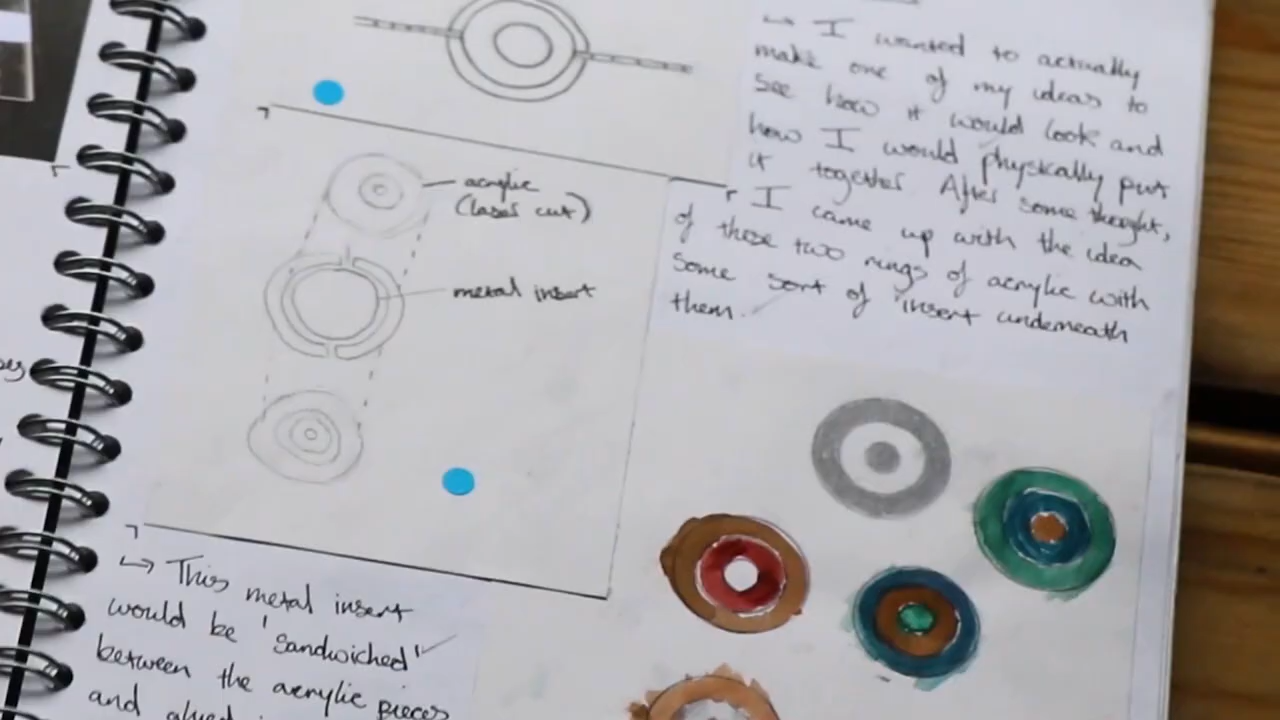 ↳ I wanted to actually
make one of my ideas to
see how it would look and
how I would physically put
it together. After some thought,
I came up with the idea
of these two rings of acrylic with
some sort of insert underneath
them.
acrylic
(laser cut)
metal insert
↳ This metal insert
would be 'sandwiched'
between the acrylic pieces
and glued